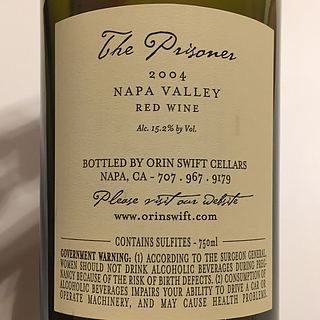 The Prisoner
2004
NAPA VALLEY
RED WINE
Alc. 15.2% by Vol.
BOTTLED BY ORIN SWIFT CELLARS
NAPA, CA - 707 . 967 . 9179
Please visit our website
www.orinswift.com
CONTAINS SULFITES - 750ml
GOVERNMENT WARNING: (1) ACCORDING TO THE SURGEON GENERAL,
WOMEN SHOULD NOT DRINK ALCOHOLIC BEVERAGES DURING PREG-
NANCY BECAUSE OF THE RISK OF BIRTH DEFECTS. (2) CONSUMPTION OF
ALCOHOLIC BEVERAGES IMPAIRS YOUR ABILITY TO DRIVE A CAR OR
OPERATE MACHINERY, AND MAY CAUSE HEALTH PROBLEMS.